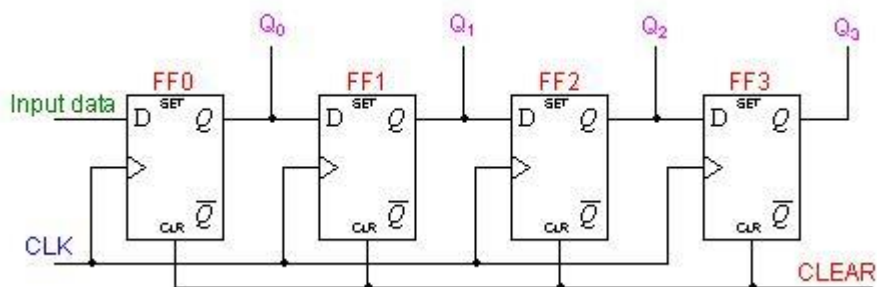 Q0 Q1 Q2 Q3
FF0 FF1 FF2 FF3
Input data
D SET Q D SET Q D SET Q D SET Q
Q̅ Q̅ Q̅ Q̅
CLR CLR CLR CLR
CLK
CLEAR